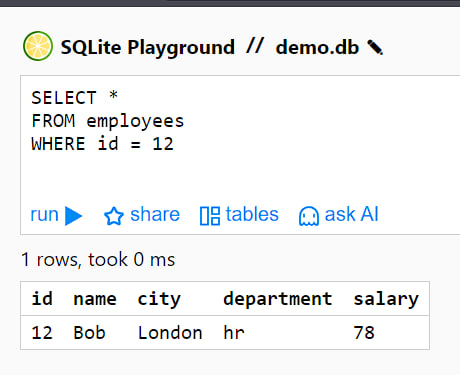 SQLite Playground // demo.db
SELECT *
FROM employees
WHERE id = 12
run share tables ask AI
1 rows, took 0 ms
id name city department salary
12 Bob London hr 78